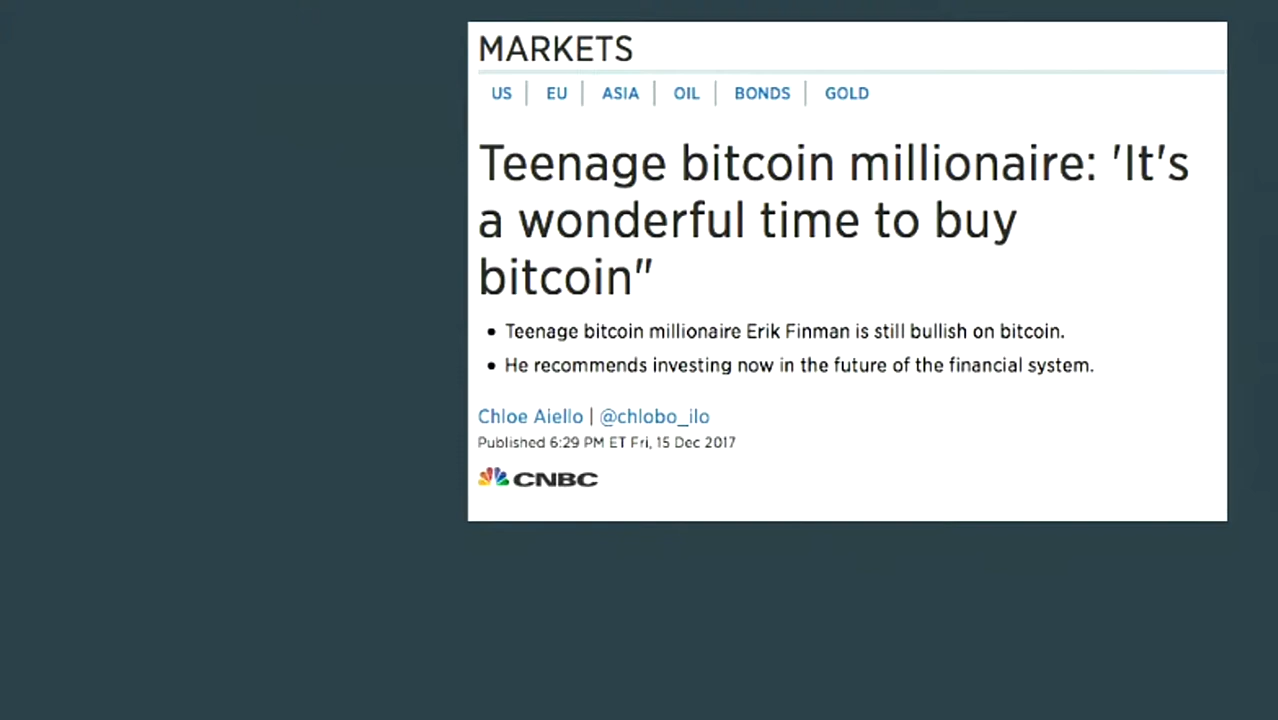 MARKETS
US | EU | ASIA | OIL | BONDS | GOLD
Teenage bitcoin millionaire: 'It's
a wonderful time to buy
bitcoin"
• Teenage bitcoin millionaire Erik Finman is still bullish on bitcoin.
• He recommends investing now in the future of the financial system.
Chloe Aiello | @chlobo_ilo
Published 6:29 PM ET Fri, 15 Dec 2017
CNBC